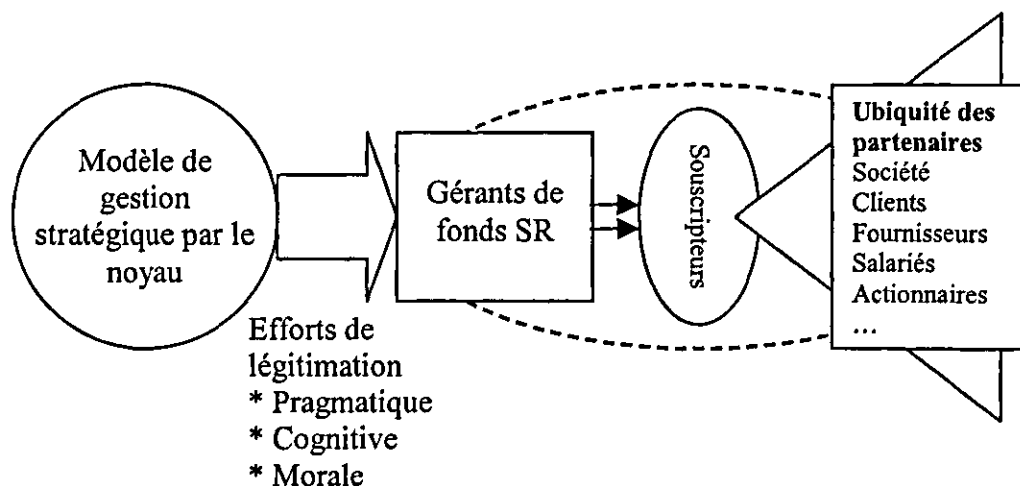 Modèle de
gestion
stratégique par le
noyau
Efforts de
légitimation
* Pragmatique
* Cognitive
* Morale
Gérants de
fonds SR
Souscripteurs
Ubiquité des
partenaires
Société
Clients
Fournisseurs
Salariés
Actionnaires
...